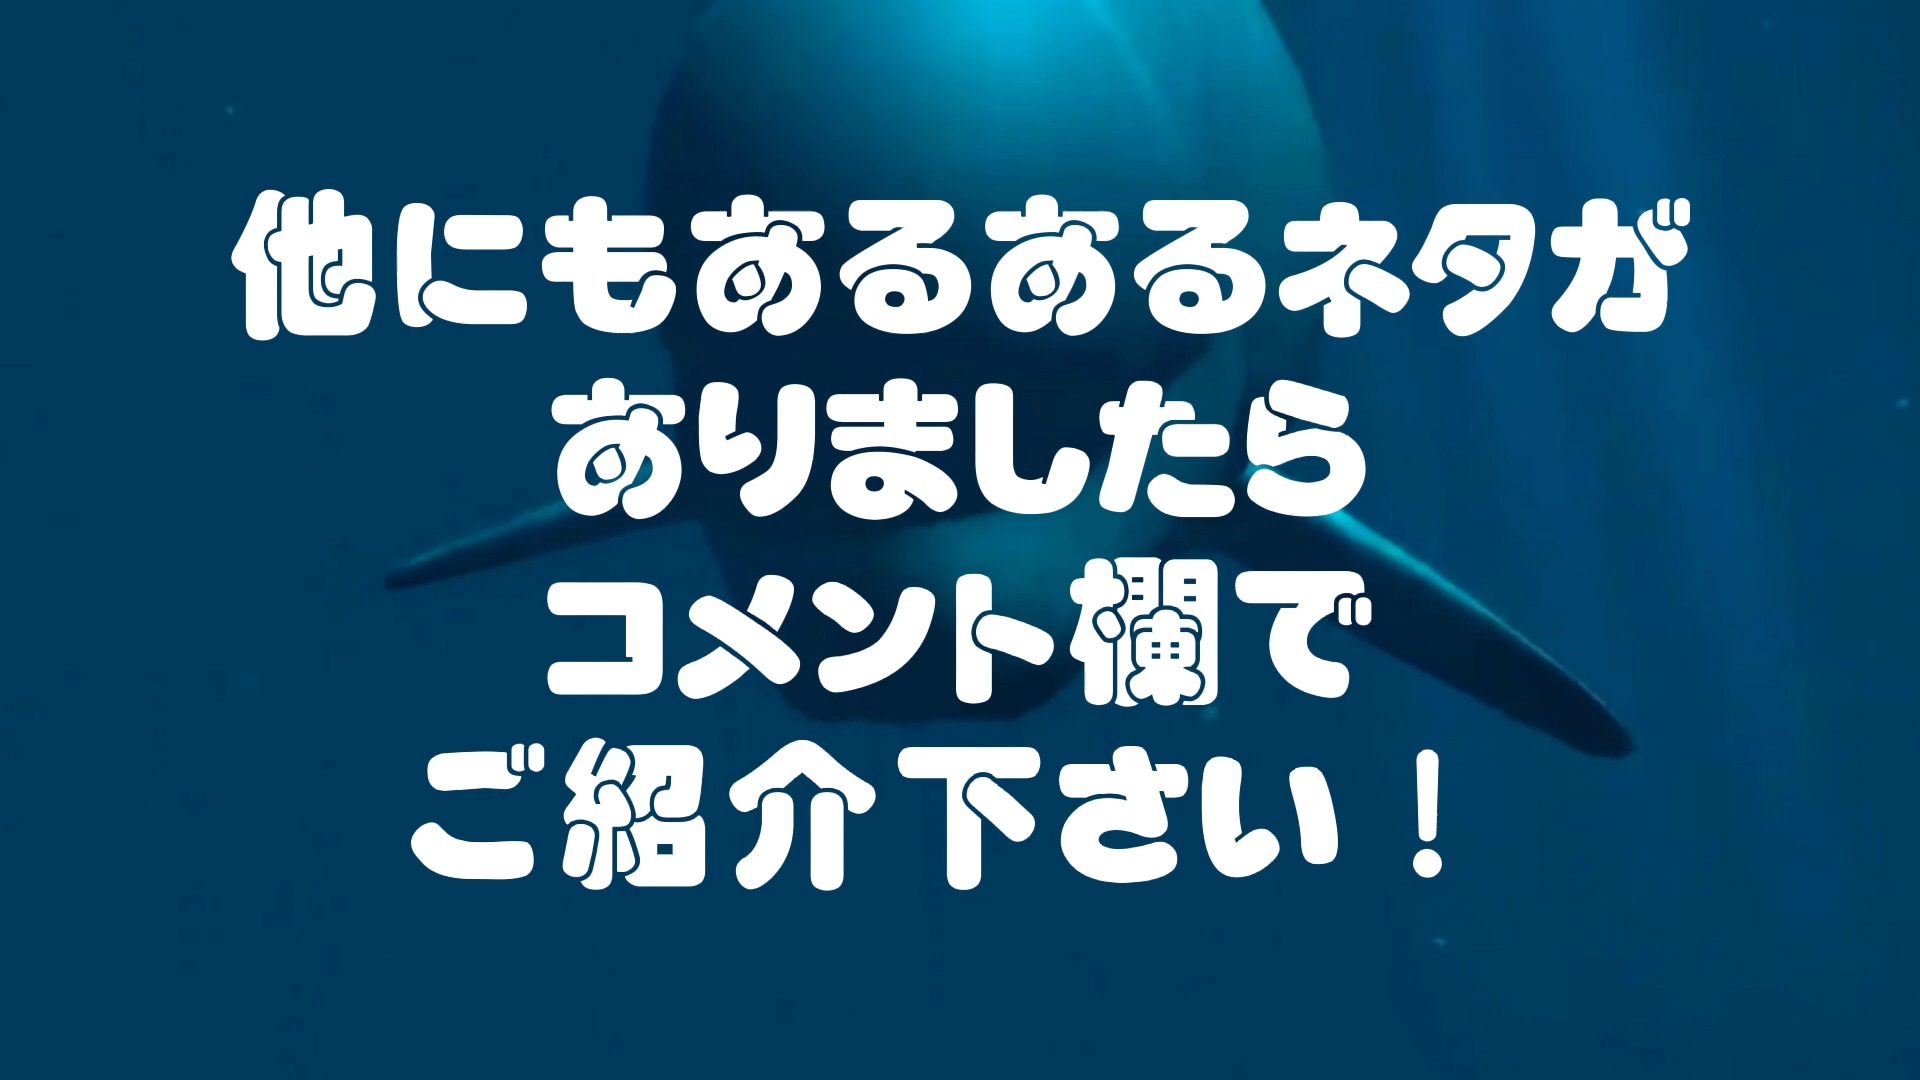 他にもあるあるネタが
ありましたら
コメント欄で
ご紹介下さい！